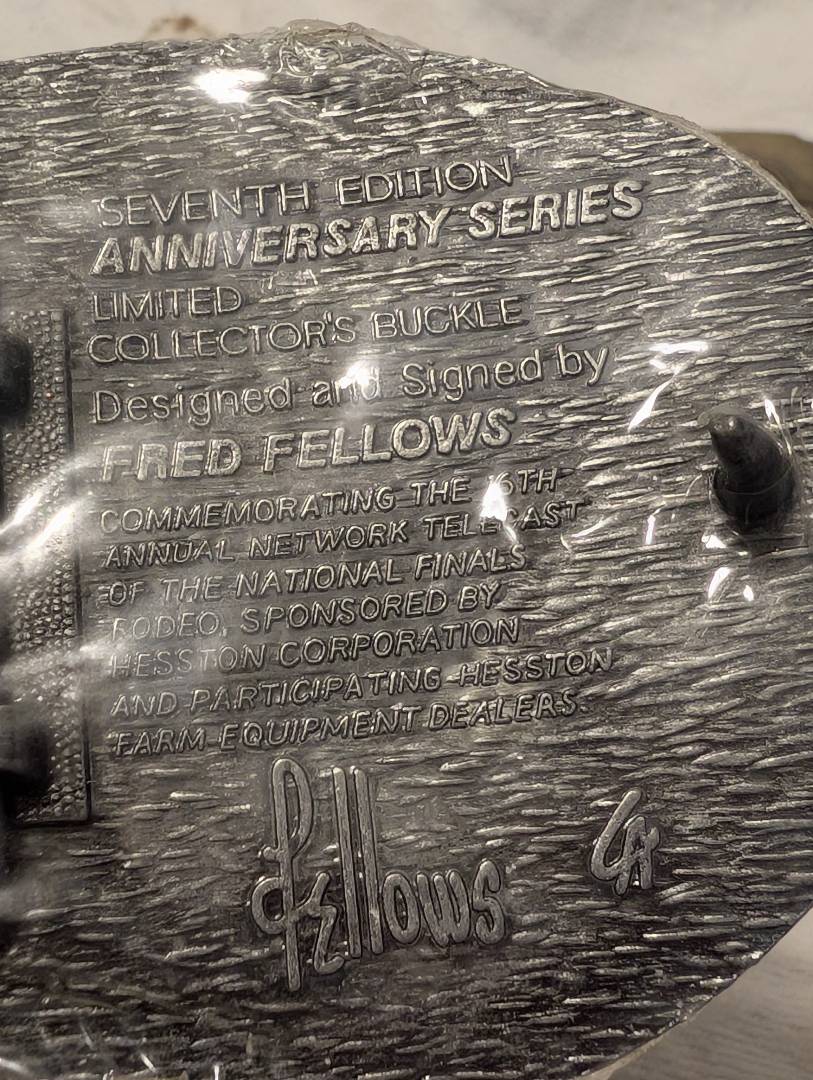 SEVENTH EDITION
ANNIVERSARY SERIES
LIMITED
COLLECTOR'S BUCKLE
Designed and Signed by
FRED FELLOWS
COMMEMORATING THE
ANNUAL NETWORK TELECAST
OF THE NATIONAL FINALS
RODEO, SPONSORED BY
HESSTON CORPORATION
AND PARTICIPATING HESSTON
FARM EQUIPMENT DEALERS.
Fellows